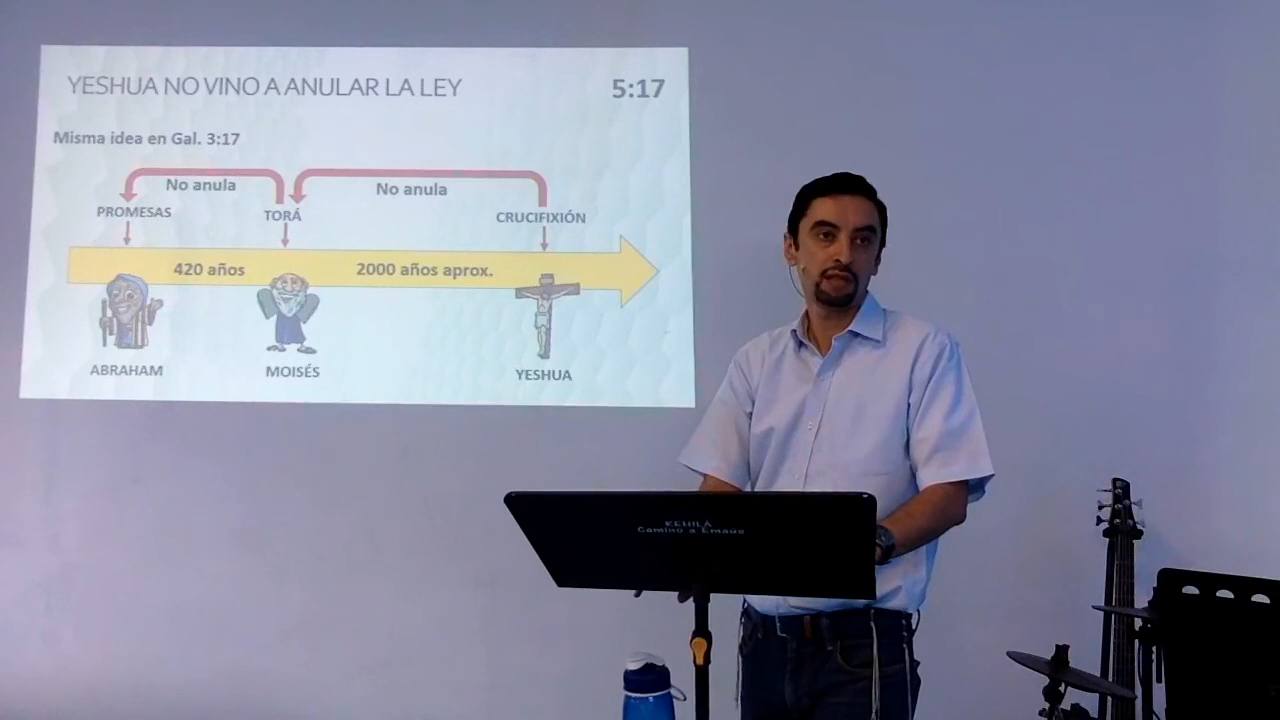 YESHUA NO VINO A ANULAR LA LEY
5:17
Misma idea en Gal. 3:17
No anula
No anula
PROMESAS
TORÁ
CRUCIFIXIÓN
420 años
2000 años aprox.
ABRAHAM
MOISÉS
YESHUA
KEHILÁ
Camino a Emaús